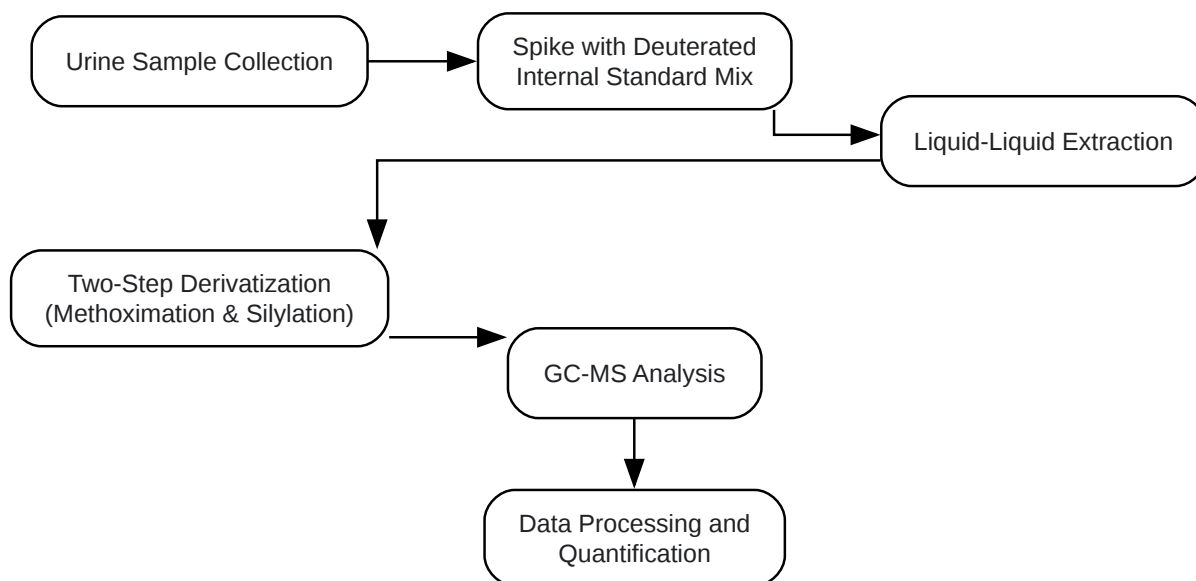 Urine Sample Collection
Spike with Deuterated
Internal Standard Mix
Liquid-Liquid Extraction
Two-Step Derivatization
(Methoximation & Silylation)
GC-MS Analysis
Data Processing and
Quantification